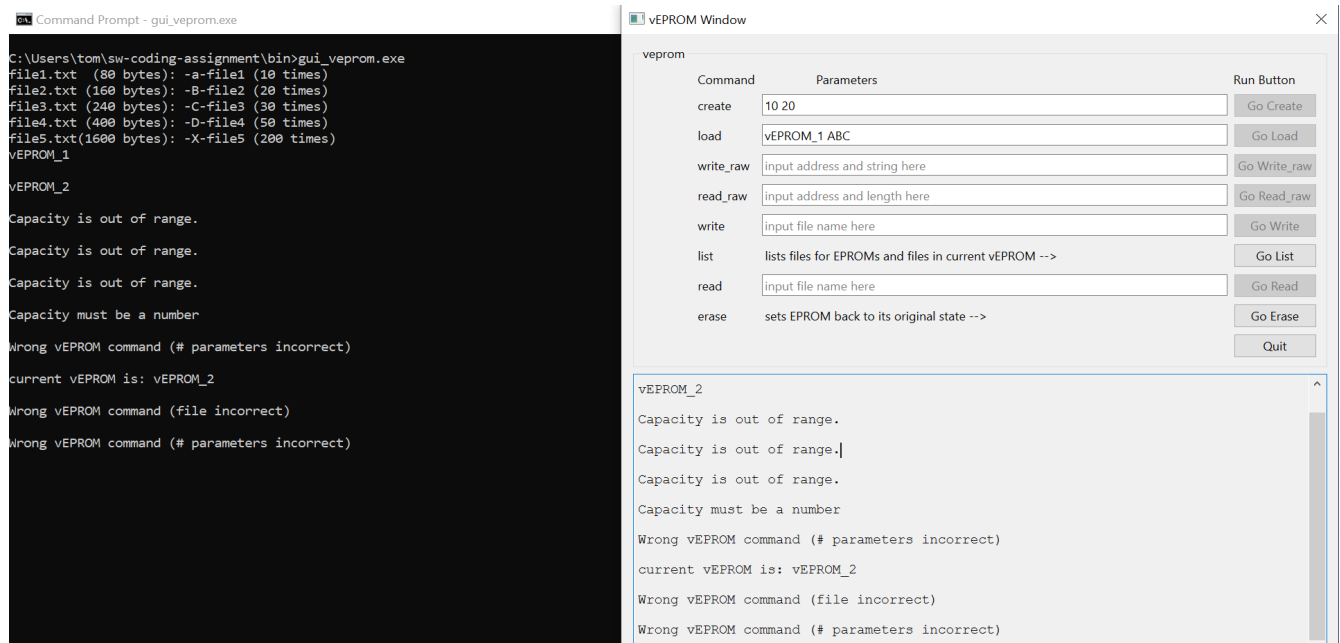 Command Prompt - gui_veprom.exe
C:\Users\tom\sw-coding-assignment\bin>gui_veprom.exe
file1.txt  (80 bytes): -a-file1 (10 times)
file2.txt (160 bytes): -B-file2 (20 times)
file3.txt (240 bytes): -C-file3 (30 times)
file4.txt (400 bytes): -D-file4 (50 times)
file5.txt(1600 bytes): -X-file5 (200 times)
vEPROM_1
vEPROM_2
Capacity is out of range.
Capacity is out of range.
Capacity is out of range.
Capacity must be a number
Wrong vEPROM command (# parameters incorrect)
current vEPROM is: vEPROM_2
Wrong vEPROM command (file incorrect)
Wrong vEPROM command (# parameters incorrect)
vEPROM Window
veprom
Command Parameters Run Button
create 10 20 Go Create
load vEPROM_1 ABC Go Load
write_raw input address and string here Go Write_raw
read_raw input address and length here Go Read_raw
write input file name here Go Write
list lists files for EPROMs and files in current vEPROM --> Go List
read input file name here Go Read
erase sets EPROM back to its original state --> Go Erase
Quit
vEPROM_2
Capacity is out of range.
Capacity is out of range.
Capacity is out of range.
Capacity must be a number
Wrong vEPROM command (# parameters incorrect)
current vEPROM is: vEPROM_2
Wrong vEPROM command (file incorrect)
Wrong vEPROM command (# parameters incorrect)